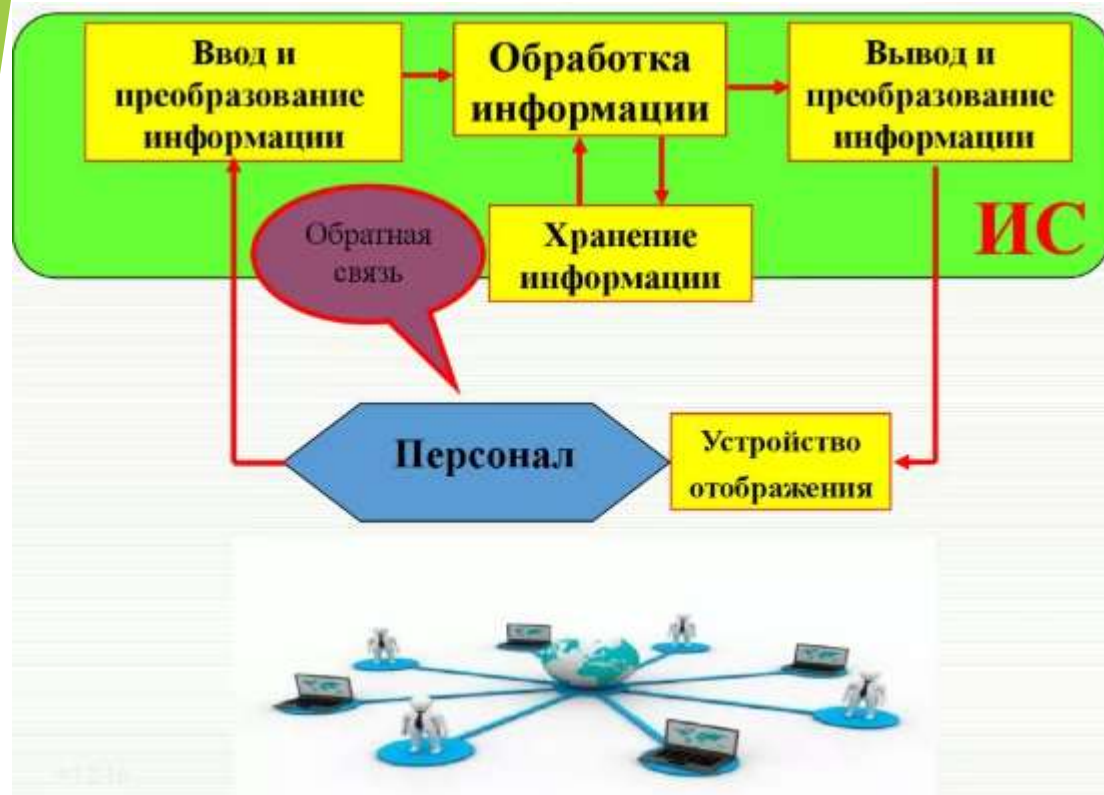 Ввод и
преобразование
информации
Обработка
информации
Вывод и
преобразование
информации
Обратная
связь
Хранение
информации
ИС
Персонал
Устройство
отображения